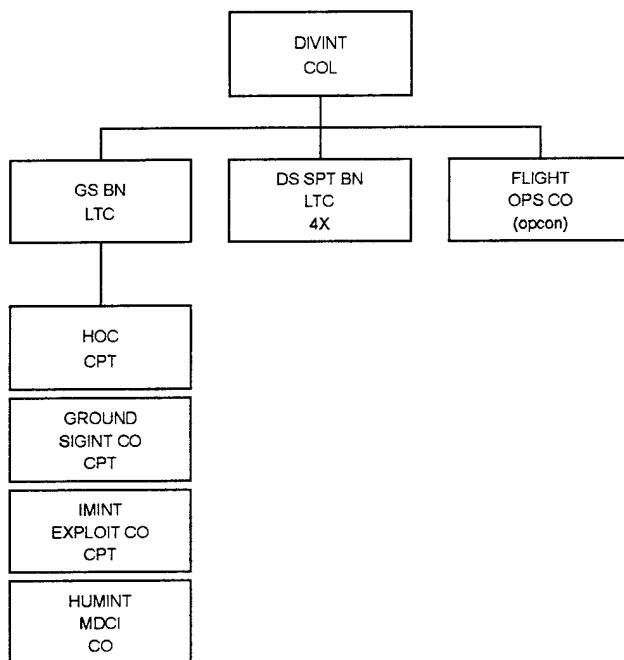 DIVINT
COL
GS BN
LTC
DS SPT BN
LTC
4X
FLIGHT
OPS CO
(opcon)
HOC
CPT
GROUND
SIGINT CO
CPT
IMINT
EXPLOIT CO
CPT
HUMINT
MDCI
CO